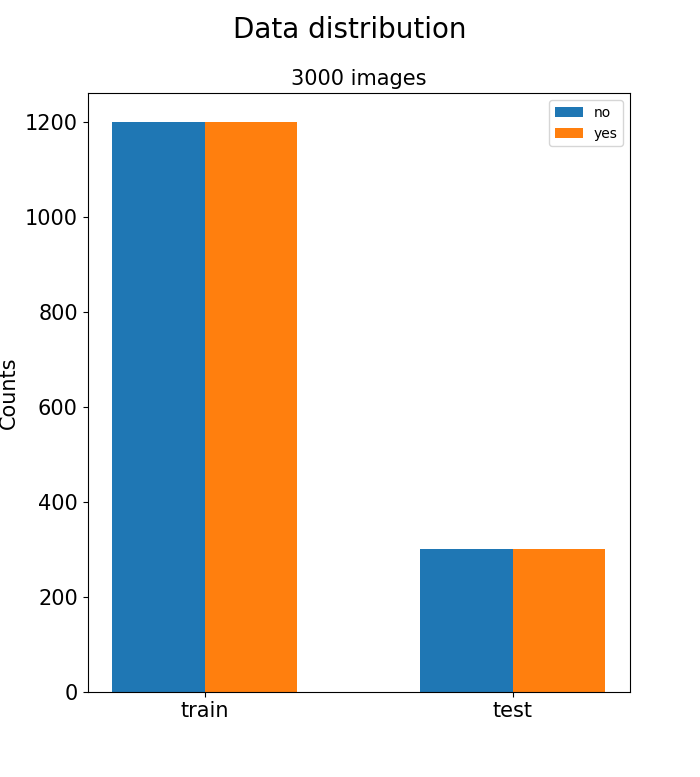 Data distribution
3000 images
no
yes
1200
1000
800
600
400
200
0
Counts
train
test